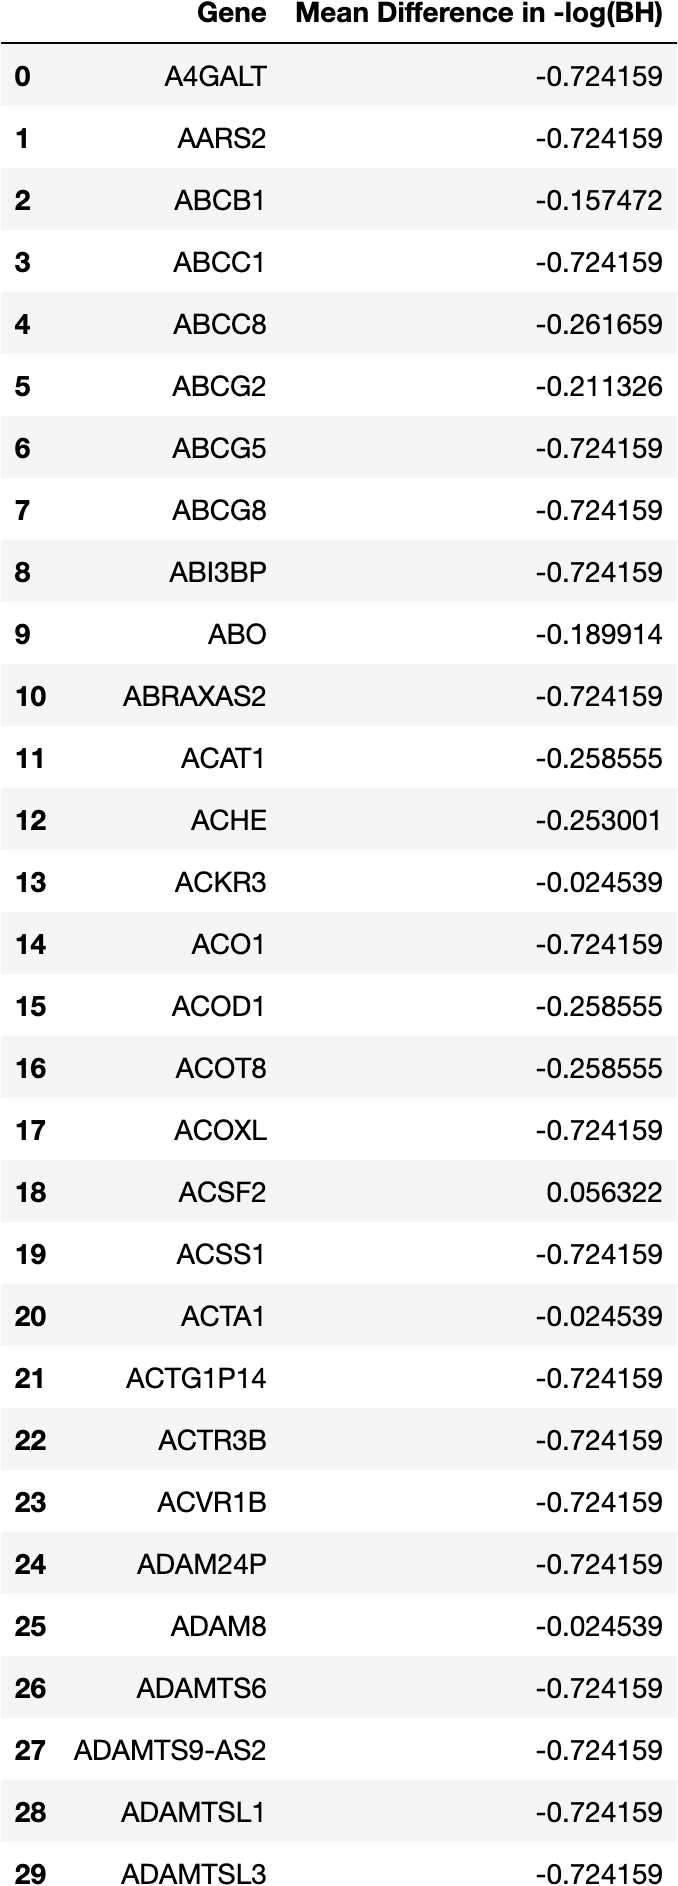 Gene Mean Difference in -log(BH)
0 A4GALT -0.724159
1 AARS2 -0.724159
2 ABCB1 -0.157472
3 ABCC1 -0.724159
4 ABCC8 -0.261659
5 ABCG2 -0.211326
6 ABCG5 -0.724159
7 ABCG8 -0.724159
8 ABI3BP -0.724159
9 ABO -0.189914
10 ABRAXAS2 -0.724159
11 ACAT1 -0.258555
12 ACHE -0.253001
13 ACKR3 -0.024539
14 ACO1 -0.724159
15 ACOD1 -0.258555
16 ACOT8 -0.258555
17 ACOXL -0.724159
18 ACSF2 0.056322
19 ACSS1 -0.724159
20 ACTA1 -0.024539
21 ACTG1P14 -0.724159
22 ACTR3B -0.724159
23 ACVR1B -0.724159
24 ADAM24P -0.724159
25 ADAM8 -0.024539
26 ADAMTS6 -0.724159
27 ADAMTS9-AS2 -0.724159
28 ADAMTSL1 -0.724159
29 ADAMTSL3 -0.724159